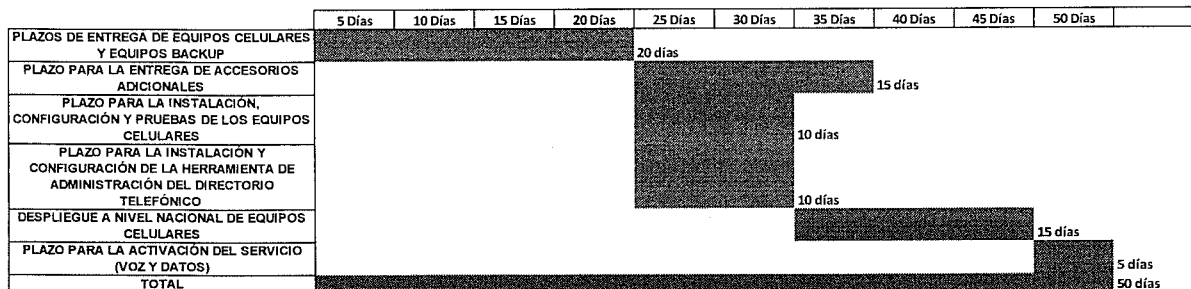 5 Días 10 Días 15 Días 20 Días 25 Días 30 Días 35 Días 40 Días 45 Días 50 Días
PLAZOS DE ENTREGA DE EQUIPOS CELULARES
Y EQUIPOS BACKUP
20 días
PLAZO PARA LA ENTREGA DE ACCESORIOS
ADICIONALES
15 días
PLAZO PARA LA INSTALACIÓN,
CONFIGURACIÓN Y PRUEBAS DE LOS EQUIPOS
CELULARES
10 días
PLAZO PARA LA INSTALACIÓN Y
CONFIGURACIÓN DE LA HERRAMIENTA DE
ADMINISTRACIÓN DEL DIRECTORIO
TELEFÓNICO
10 días
DESPLIEGUE A NIVEL NACIONAL DE EQUIPOS
CELULARES
15 días
PLAZO PARA LA ACTIVACIÓN DEL SERVICIO
(VOZ Y DATOS)
5 días
TOTAL
50 días